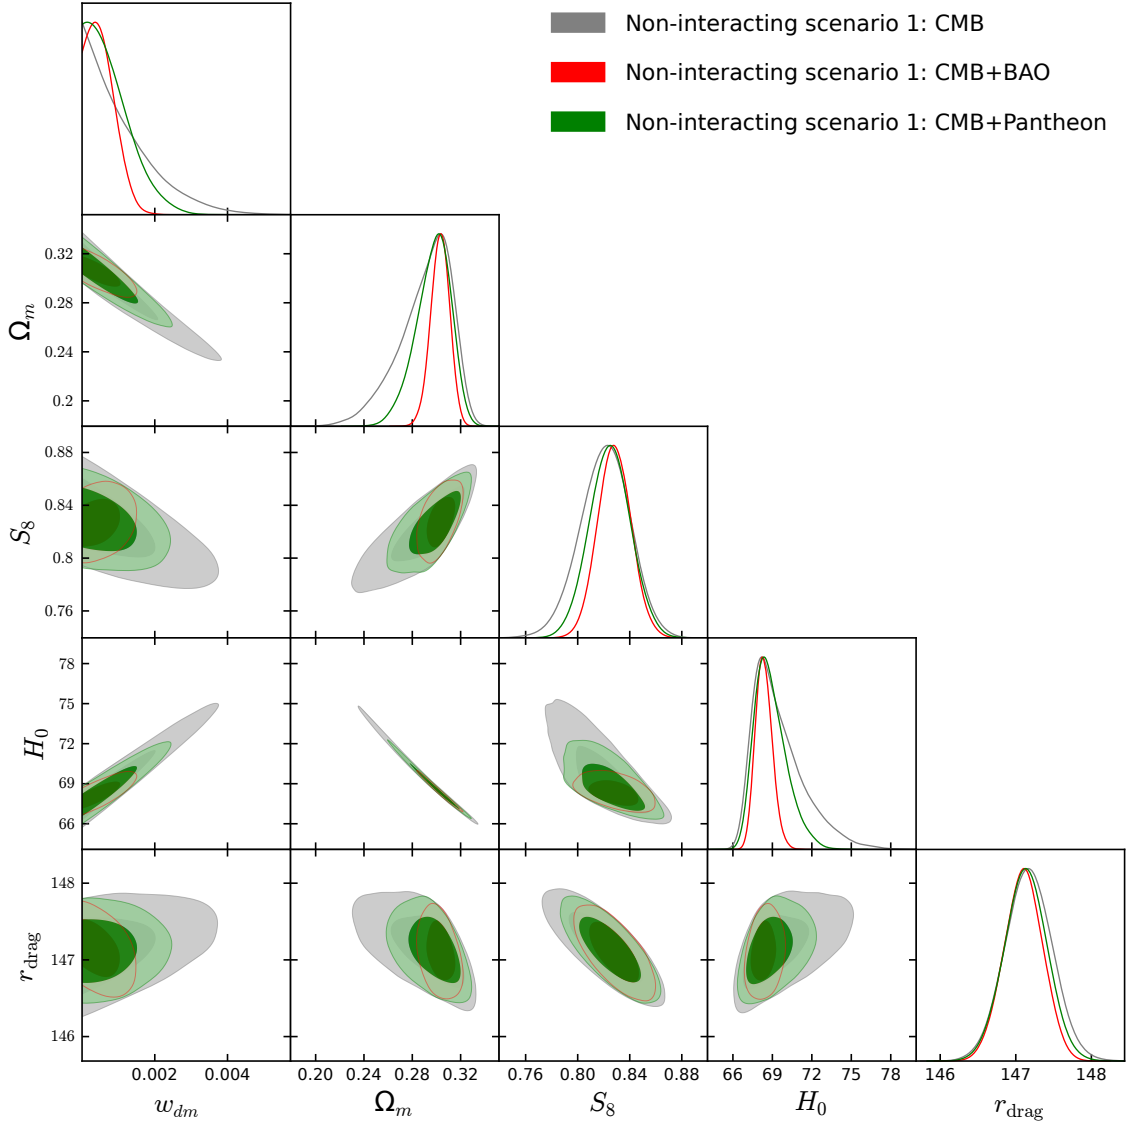 Non-interacting scenario 1: CMB
Non-interacting scenario 1: CMB+BAO
Non-interacting scenario 1: CMB+Pantheon
0.32
0.28
0.24
0.2
Ωm
0.88
0.84
0.8
0.76
S8
78
75
72
69
66
H0
148
147
146
rdrag
0.002 0.004
0.20 0.24 0.28 0.32
0.76 0.80 0.84 0.88
66 69 72 75 78
146 147 148
wdm Ωm S8 H0 rdrag